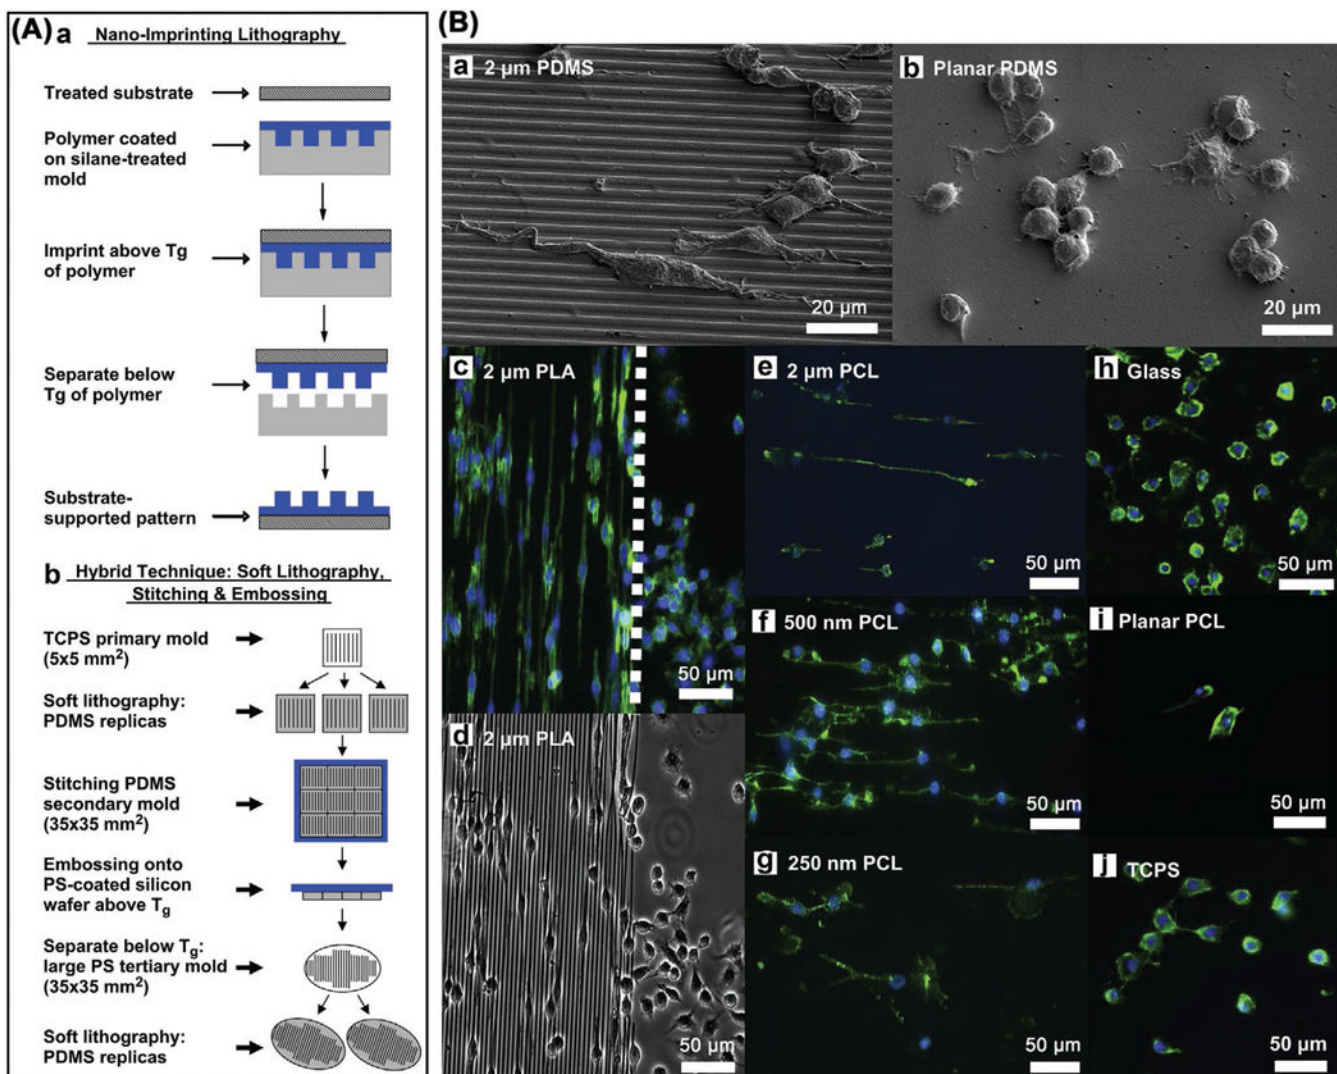 (A) a Nano-Imprinting Lithography
Treated substrate
Polymer coated
on silane-treated
mold
Imprint above Tg
of polymer
Separate below
Tg of polymer
Substrate-
supported pattern
b Hybrid Technique: Soft Lithography,
Stitching & Embossing
TCPS primary mold
(5x5 mm²)
Soft lithography:
PDMS replicas
Stitching PDMS
secondary mold
(35x35 mm²)
Embossing onto
PS-coated silicon
wafer above Tg
Separate below Tg:
large PS tertiary mold
(35x35 mm²)
Soft lithography:
PDMS replicas
(B)
a 2 µm PDMS
20 µm
b Planar PDMS
20 µm
c 2 µm PLA
50 µm
d 2 µm PLA
50 µm
e 2 µm PCL
50 µm
f 500 nm PCL
50 µm
g 250 nm PCL
50 µm
h Glass
50 µm
i Planar PCL
50 µm
j TCPS
50 µm